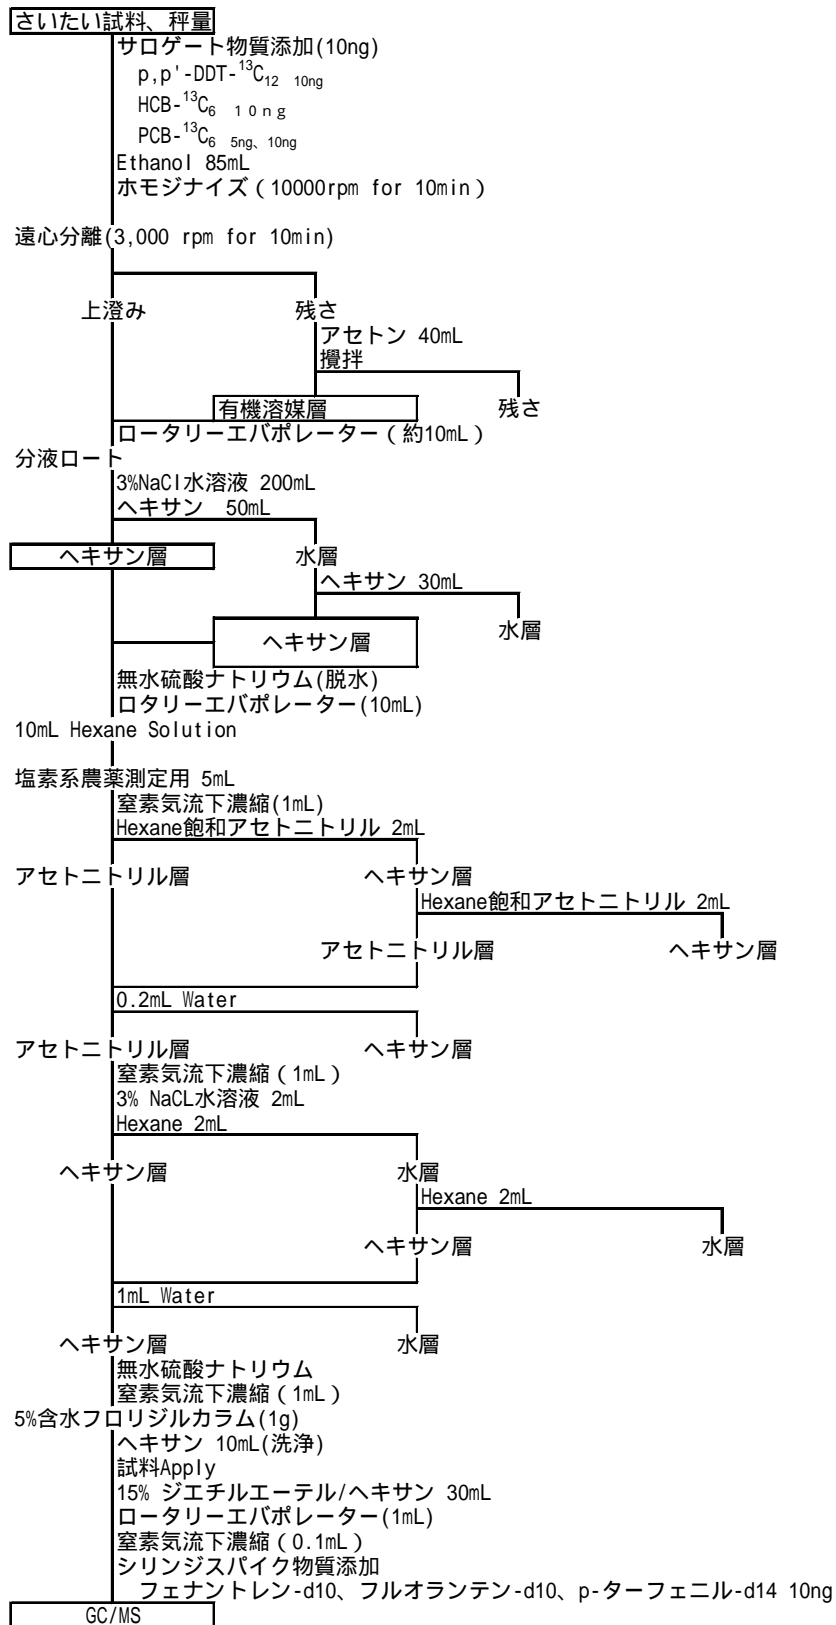 さいたい試料、秤量
サロゲート物質添加(10ng)
p,p'-DDT-13C12 10ng
HCB-13C6 10ng
PCB-13C6 5ng、10ng
Ethanol 85mL
ホモジナイズ(10000rpm for 10min)
遠心分離(3,000 rpm for 10min)
上澄み 残さ
アセトン 40mL
攪拌
有機溶媒層 残さ
ロータリーエバポレーター(約10mL)
分液ロート
3%NaCl水溶液 200mL
ヘキサン 50mL
ヘキサン層 水層
ヘキサン 30mL
ヘキサン層 水層
無水硫酸ナトリウム(脱水)
ロタリーエバポレーター(10mL)
10mL Hexane Solution
塩素系農薬測定用 5mL
窒素気流下濃縮(1mL)
Hexane飽和アセトニトリル 2mL
アセトニトリル層 ヘキサン層
Hexane飽和アセトニトリル 2mL
アセトニトリル層 ヘキサン層
0.2mL Water
アセトニトリル層 ヘキサン層
窒素気流下濃縮(1mL)
3% NaCL水溶液 2mL
Hexane 2mL
ヘキサン層 水層
Hexane 2mL
ヘキサン層 水層
1mL Water
ヘキサン層 水層
無水硫酸ナトリウム
窒素気流下濃縮(1mL)
5%含水フロリジルカラム(1g)
ヘキサン 10mL(洗浄)
試料Apply
15% ジエチルエーテル/ヘキサン 30mL
ロータリーエバポレーター(1mL)
窒素気流下濃縮(0.1mL)
シリンジスパイク物質添加
フェナントレン-d10、フルオランテン-d10、p-ターフェニル-d14 10ng
GC/MS